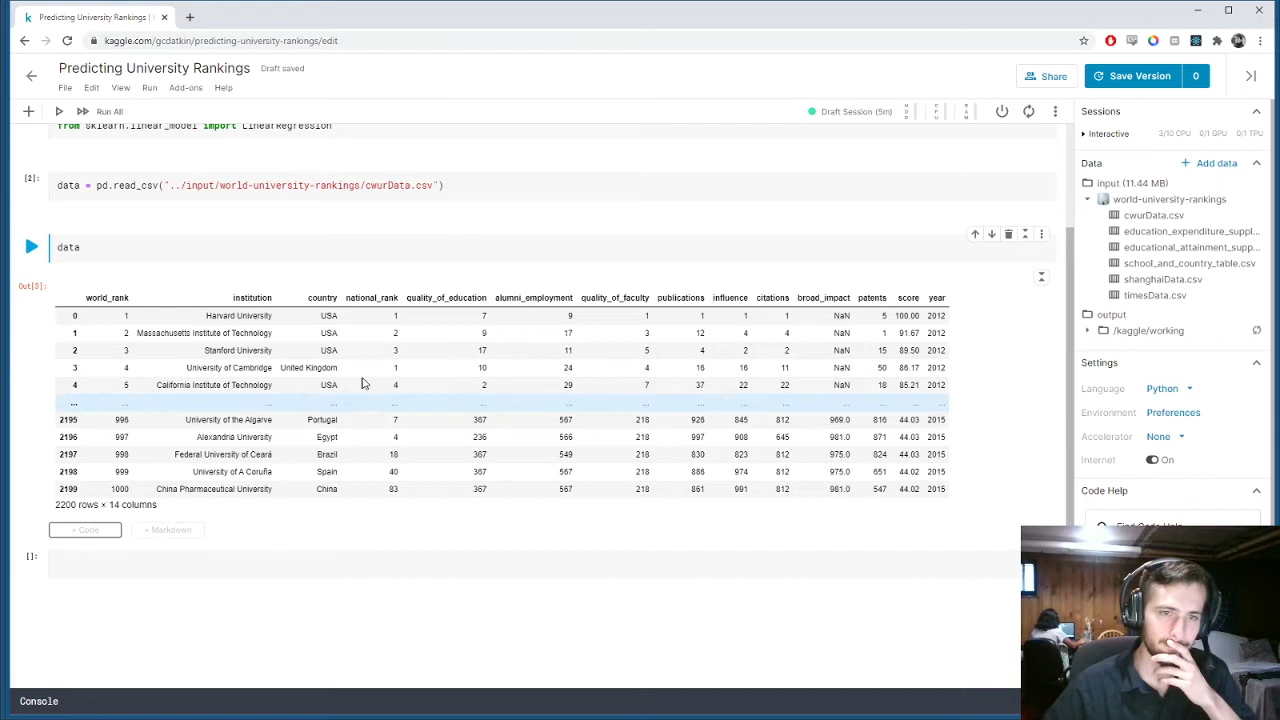 Predicting University Rankings |
kaggle.com/gcdatkin/predicting-university-rankings/edit
Predicting University Rankings Draft saved
File Edit View Run Add-ons Help
Share
Save Version 0
Run All
Draft Session (5m)
from sklearn.linear_model import LinearRegression
[2]: data = pd.read_csv("../input/world-university-rankings/cwurData.csv")
data
Out[3]:
world_rank institution country national_rank quality_of_education alumni_employment quality_of_faculty publications influence citations broad_impact patents score year
0 1 Harvard University USA 1 7 9 1 1 1 1 NaN 5 100.00 2012
1 2 Massachusetts Institute of Technology USA 2 9 17 3 12 4 4 NaN 1 91.67 2012
2 3 Stanford University USA 3 17 11 5 4 2 2 NaN 15 89.50 2012
3 4 University of Cambridge United Kingdom 1 10 24 4 16 16 11 NaN 50 86.17 2012
4 5 California Institute of Technology USA 4 2 29 7 37 22 22 NaN 18 85.21 2012
... ... ... ... ... ... ... ... ... ... ... ... ... ... ...
2195 996 University of the Algarve Portugal 7 367 567 218 926 845 812 969.0 816 44.03 2015
2196 997 Alexandria University Egypt 4 236 566 218 997 908 645 981.0 871 44.03 2015
2197 998 Federal University of Ceará Brazil 18 367 549 218 830 823 812 975.0 824 44.03 2015
2198 999 University of A Coruña Spain 40 367 567 218 886 974 812 975.0 651 44.02 2015
2199 1000 China Pharmaceutical University China 83 367 567 218 861 991 812 981.0 547 44.02 2015
2200 rows × 14 columns
+ Code + Markdown
[]:
Console
Sessions
Interactive 3/10 CPU 0/1 GPU 0/1 TPU
Data + Add data
input (11.44 MB)
world-university-rankings
cwurData.csv
education_expenditure_suppl...
educational_attainment_supp...
school_and_country_table.csv
shanghaiData.csv
timesData.csv
output
/kaggle/working
Settings
Language Python
Environment Preferences
Accelerator None
Internet On
Code Help
Find Code Help